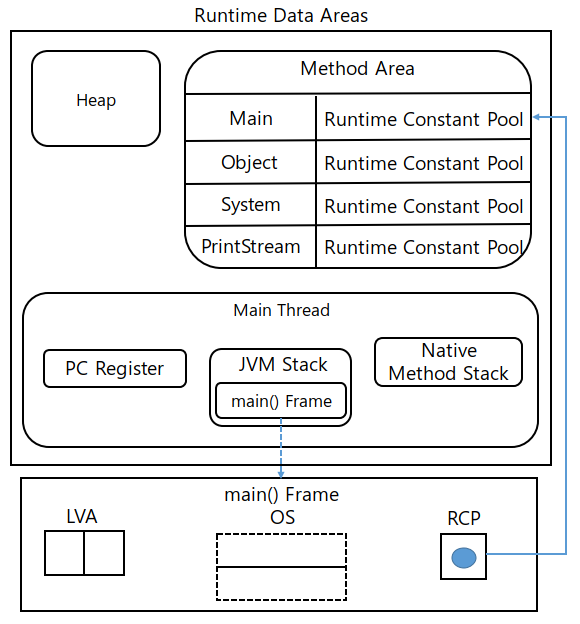 Runtime Data Areas
Heap
Method Area
Main
Runtime Constant Pool
Object
Runtime Constant Pool
System
Runtime Constant Pool
PrintStream
Runtime Constant Pool
Main Thread
PC Register
JVM Stack
main() Frame
Native
Method Stack
main() Frame
LVA
OS
RCP